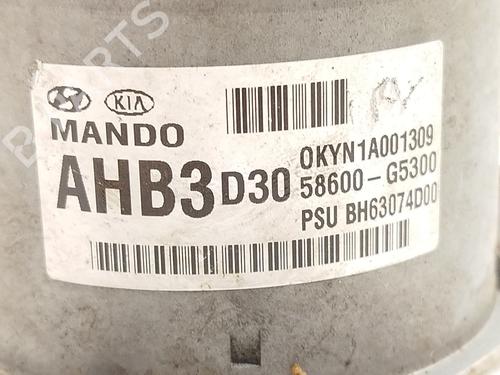 KIA
MANDO
AHB3 D30
0KYN1A001309
58600-G5300
PSU BH63074D00